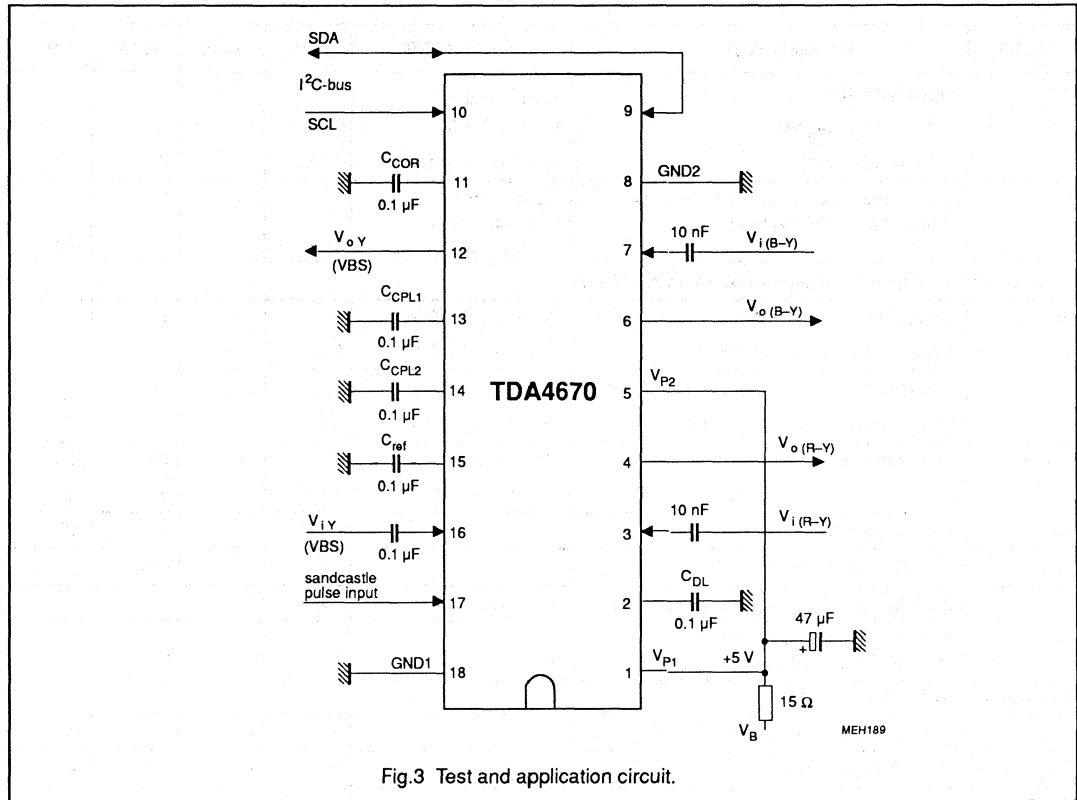 SDA
I²C-bus
SCL
10
9
C_COR
0.1 µF
11
GND2
8
V_o Y
(VBS)
12
10 nF
V_i (B–Y)
7
C_CPL1
0.1 µF
13
V_o (B–Y)
6
C_CPL2
0.1 µF
14
TDA4670
V_P2
5
C_ref
0.1 µF
15
V_o (R–Y)
4
V_i Y
(VBS)
0.1 µF
16
10 nF
V_i (R–Y)
3
sandcastle
pulse input
17
C_DL
0.1 µF
2
47 µF
+
GND1
18
V_P1
+5 V
1
15 Ω
V_B
MEH189
Fig.3 Test and application circuit.